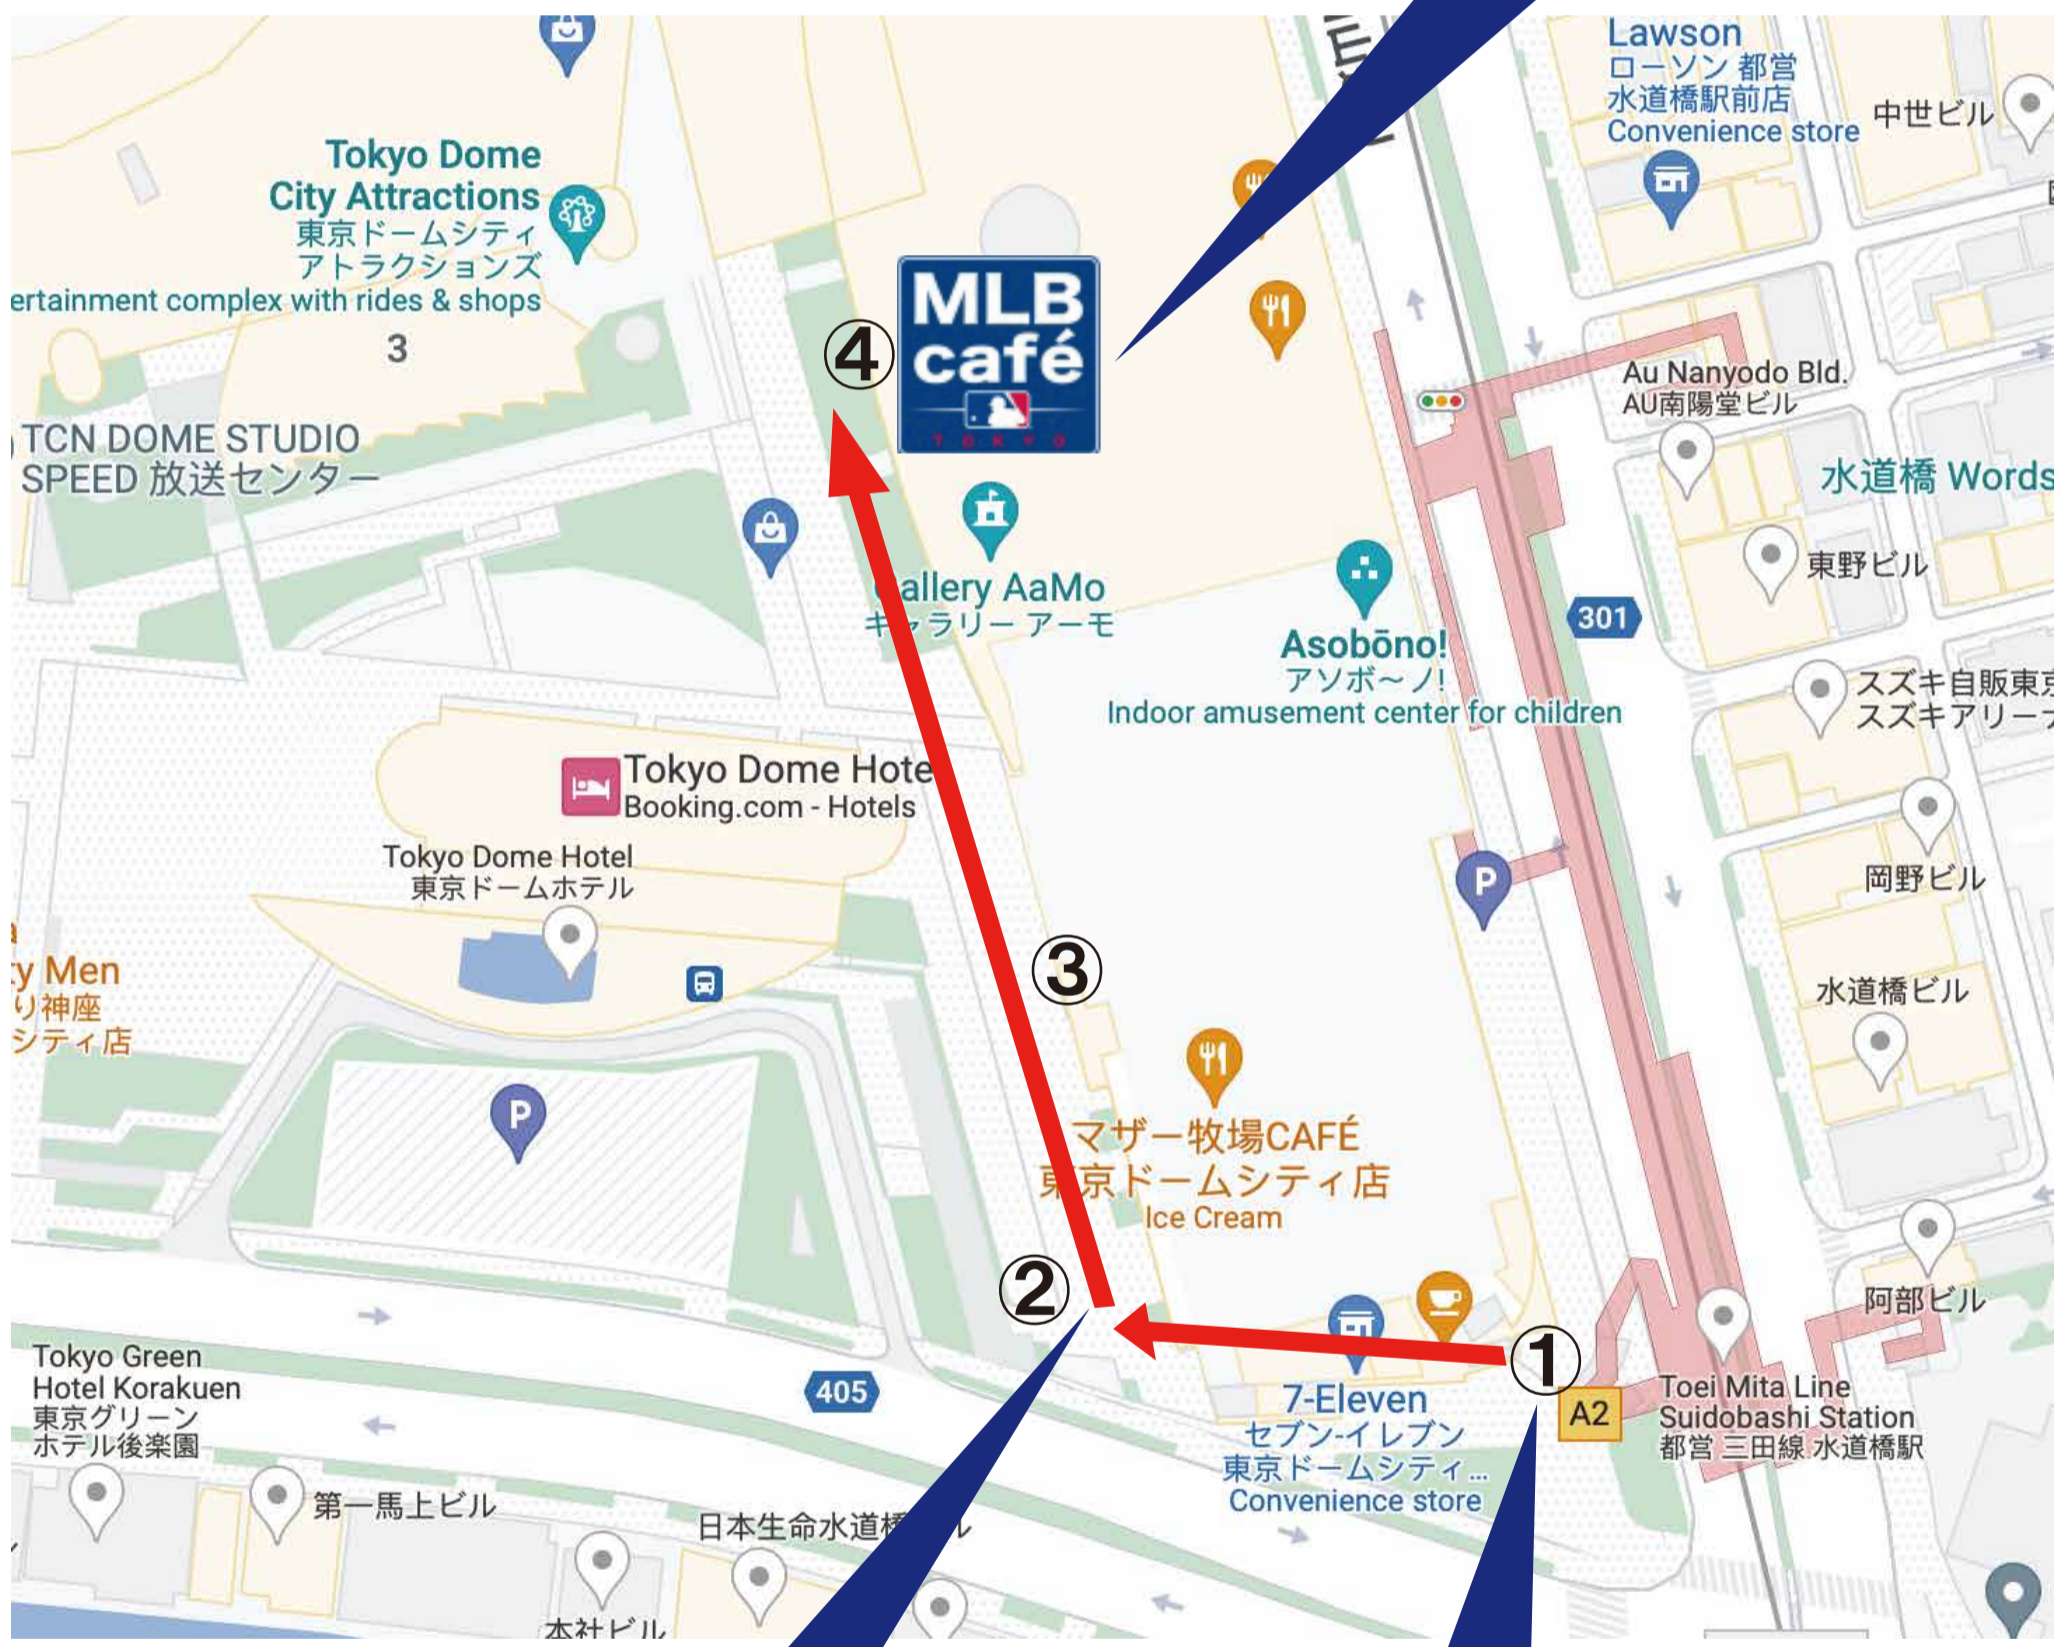 Lawson
ローソン 都営
水道橋駅前店
Convenience store
中世ビル
Tokyo Dome
City Attractions
東京ドームシティ
アトラクションズ
ertainment complex with rides & shops
3
MLB
café
TOKYO
④
Au Nanyodo Bld.
AU南陽堂ビル
TCN DOME STUDIO
SPEED 放送センター
水道橋 Words
東野ビル
allery AaMo
ギャラリー アーモ
301
Asobōno!
アソボ～ノ!
Indoor amusement center for children
スズキ自販東京
スズキアリーナ
Tokyo Dome Hote
Booking.com - Hotels
Tokyo Dome Hotel
東京ドームホテル
P
岡野ビル
y Men
り神座
シティ店
③
水道橋ビル
P
マザー牧場CAFÉ
東京ドームシティ店
Ice Cream
②
阿部ビル
①
Tokyo Green
Hotel Korakuen
東京グリーン
ホテル後楽園
405
7-Eleven
セブン-イレブン
東京ドームシティ...
Convenience store
A2
Toei Mita Line
Suidobashi Station
都営 三田線 水道橋駅
第一馬上ビル
日本生命水道橋
ル
本社ビル